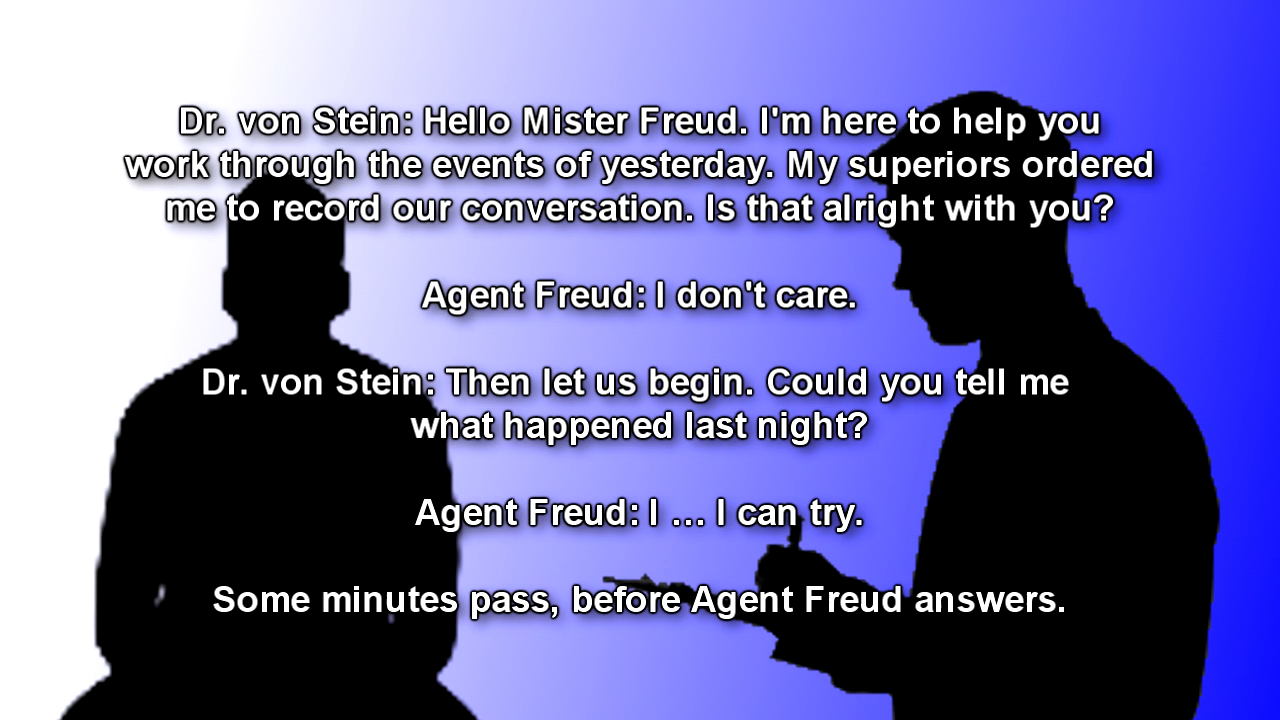 Dr. von Stein: Hello Mister Freud. I'm here to help you
work through the events of yesterday. My superiors ordered
me to record our conversation. Is that alright with you?
Agent Freud: I don't care.
Dr. von Stein: Then let us begin. Could you tell me
what happened last night?
Agent Freud: I ... I can try.
Some minutes pass, before Agent Freud answers.